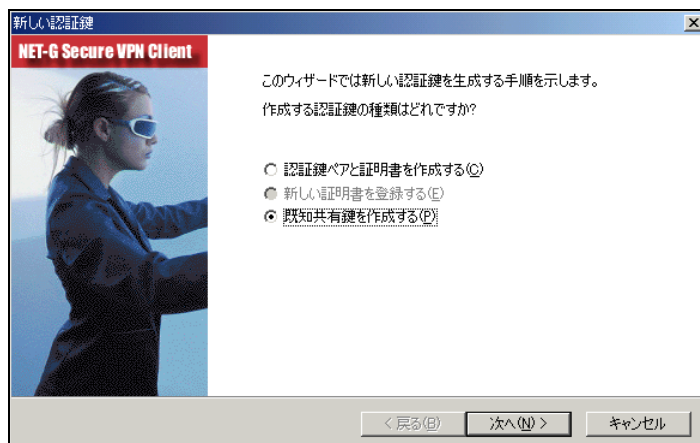 新しい認証鍵
NET-G Secure VPN Client
このウィザードでは新しい認証鍵を生成する手順を示します。
作成する認証鍵の種類はどれですか?
認証鍵ペアと証明書を作成する(C)
新しい証明書を登録する(E)
既知共有鍵を作成する(P)
< 戻る(B)
次へ(N) >
キャンセル